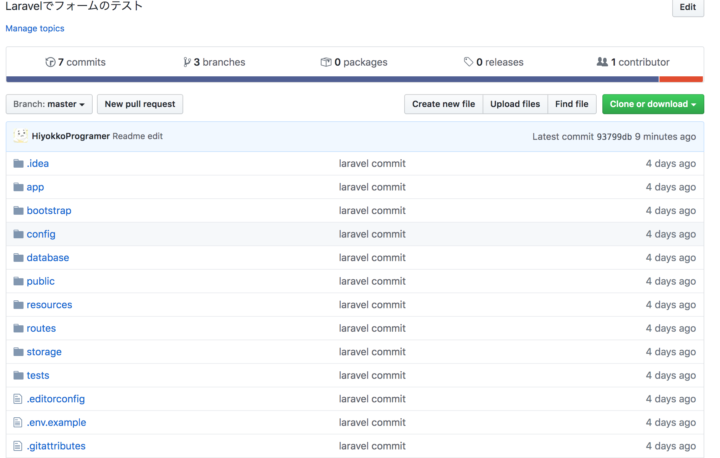 Laravelでフォームのテスト
Edit
Manage topics
7 commits 3 branches 0 packages 0 releases 1 contributor
Branch: master New pull request Create new file Upload files Find file Clone or download
HiyokkoProgramer Readme edit Latest commit 93799db 9 minutes ago
.idea laravel commit 4 days ago
app laravel commit 4 days ago
bootstrap laravel commit 4 days ago
config laravel commit 4 days ago
database laravel commit 4 days ago
public laravel commit 4 days ago
resources laravel commit 4 days ago
routes laravel commit 4 days ago
storage laravel commit 4 days ago
tests laravel commit 4 days ago
.editorconfig laravel commit 4 days ago
.env.example laravel commit 4 days ago
.gitattributes laravel commit 4 days ago